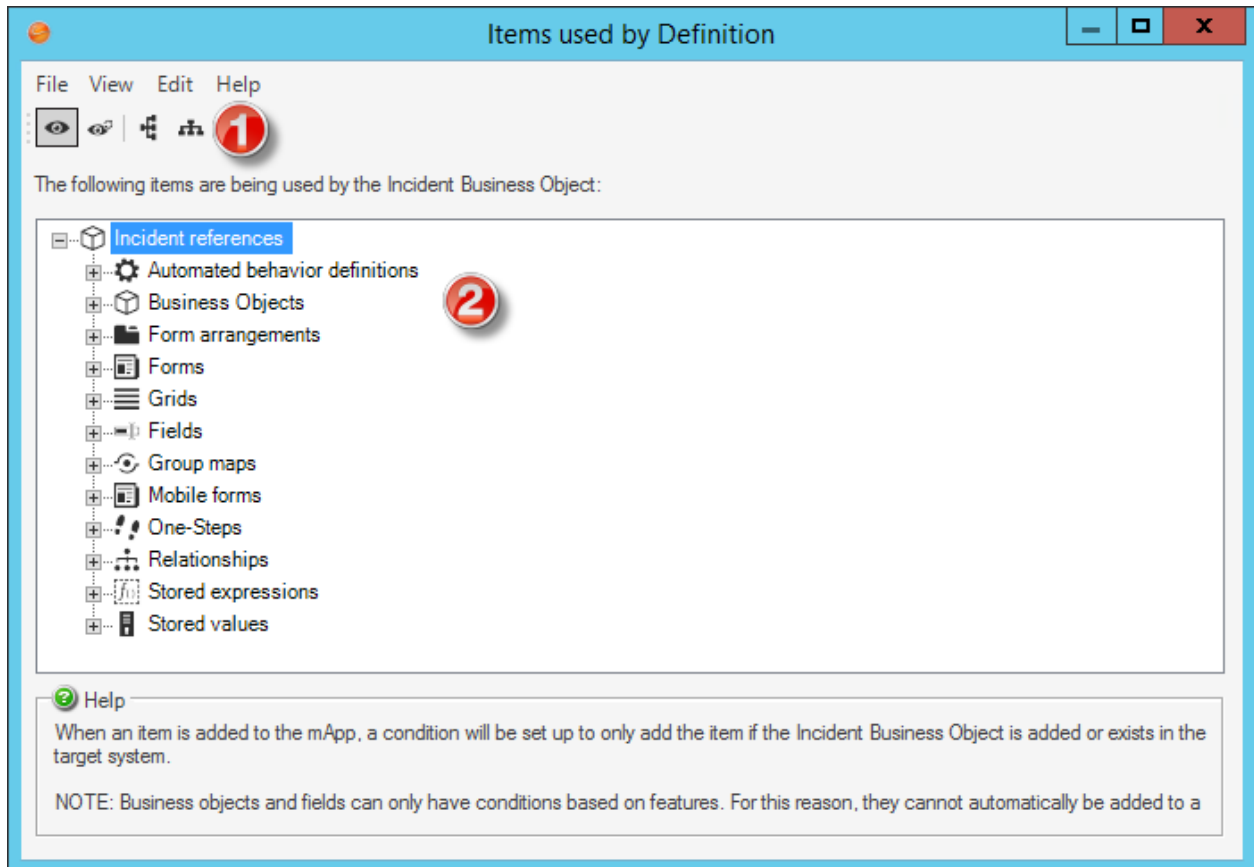 Items used by Definition
File View Edit Help
1
The following items are being used by the Incident Business Object:
Incident references
Automated behavior definitions
2
Business Objects
Form arrangements
Forms
Grids
Fields
Group maps
Mobile forms
One-Steps
Relationships
Stored expressions
Stored values
Help
When an item is added to the mApp, a condition will be set up to only add the item if the Incident Business Object is added or exists in the
target system.
NOTE: Business objects and fields can only have conditions based on features. For this reason, they cannot automatically be added to a